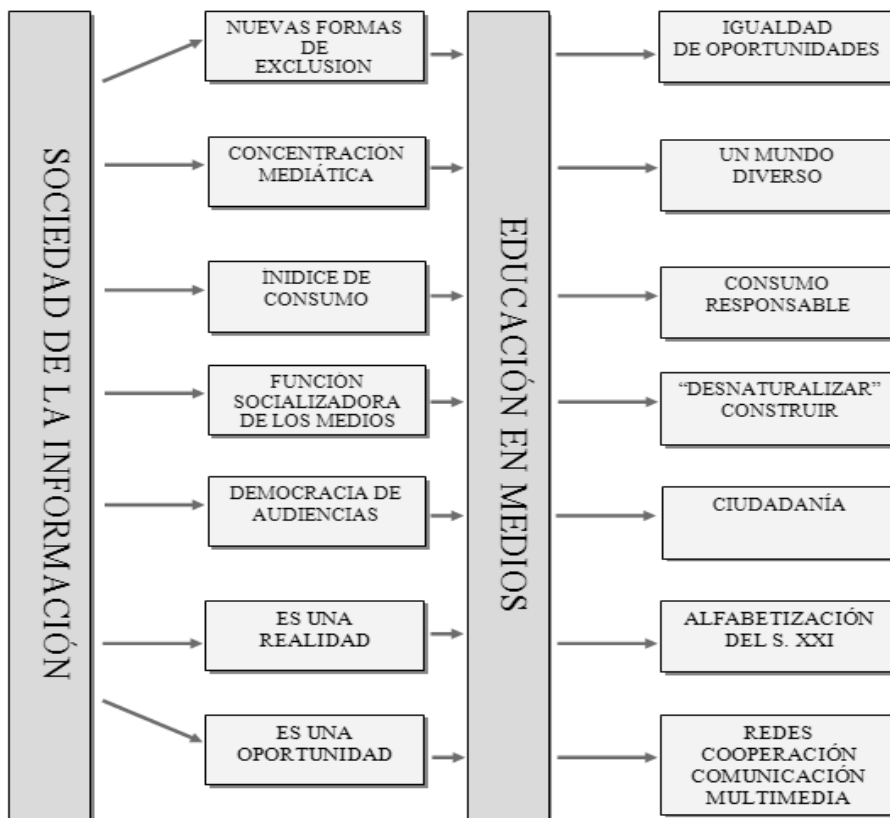 SOCIEDAD DE LA INFORMACIÓN
NUEVAS FORMAS
DE
EXCLUSION
CONCENTRACIÓN
MEDIÁTICA
ÍNIDICE DE
CONSUMO
FUNCIÓN
SOCIALIZADORA
DE LOS MEDIOS
DEMOCRACIA DE
AUDIENCIAS
ES UNA
REALIDAD
ES UNA
OPORTUNIDAD
EDUCACIÓN EN MEDIOS
IGUALDAD
DE OPORTUNIDADES
UN MUNDO
DIVERSO
CONSUMO
RESPONSABLE
“DESNATURALIZAR”
CONSTRUIR
CIUDADANÍA
ALFABETIZACIÓN
DEL S. XXI
REDES
COOPERACIÓN
COMUNICACIÓN
MULTIMEDIA